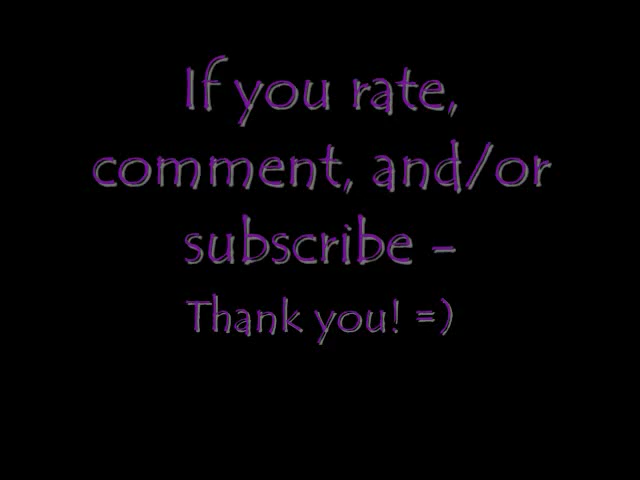 If you rate,
comment, and/or
subscribe -
Thank you! =)